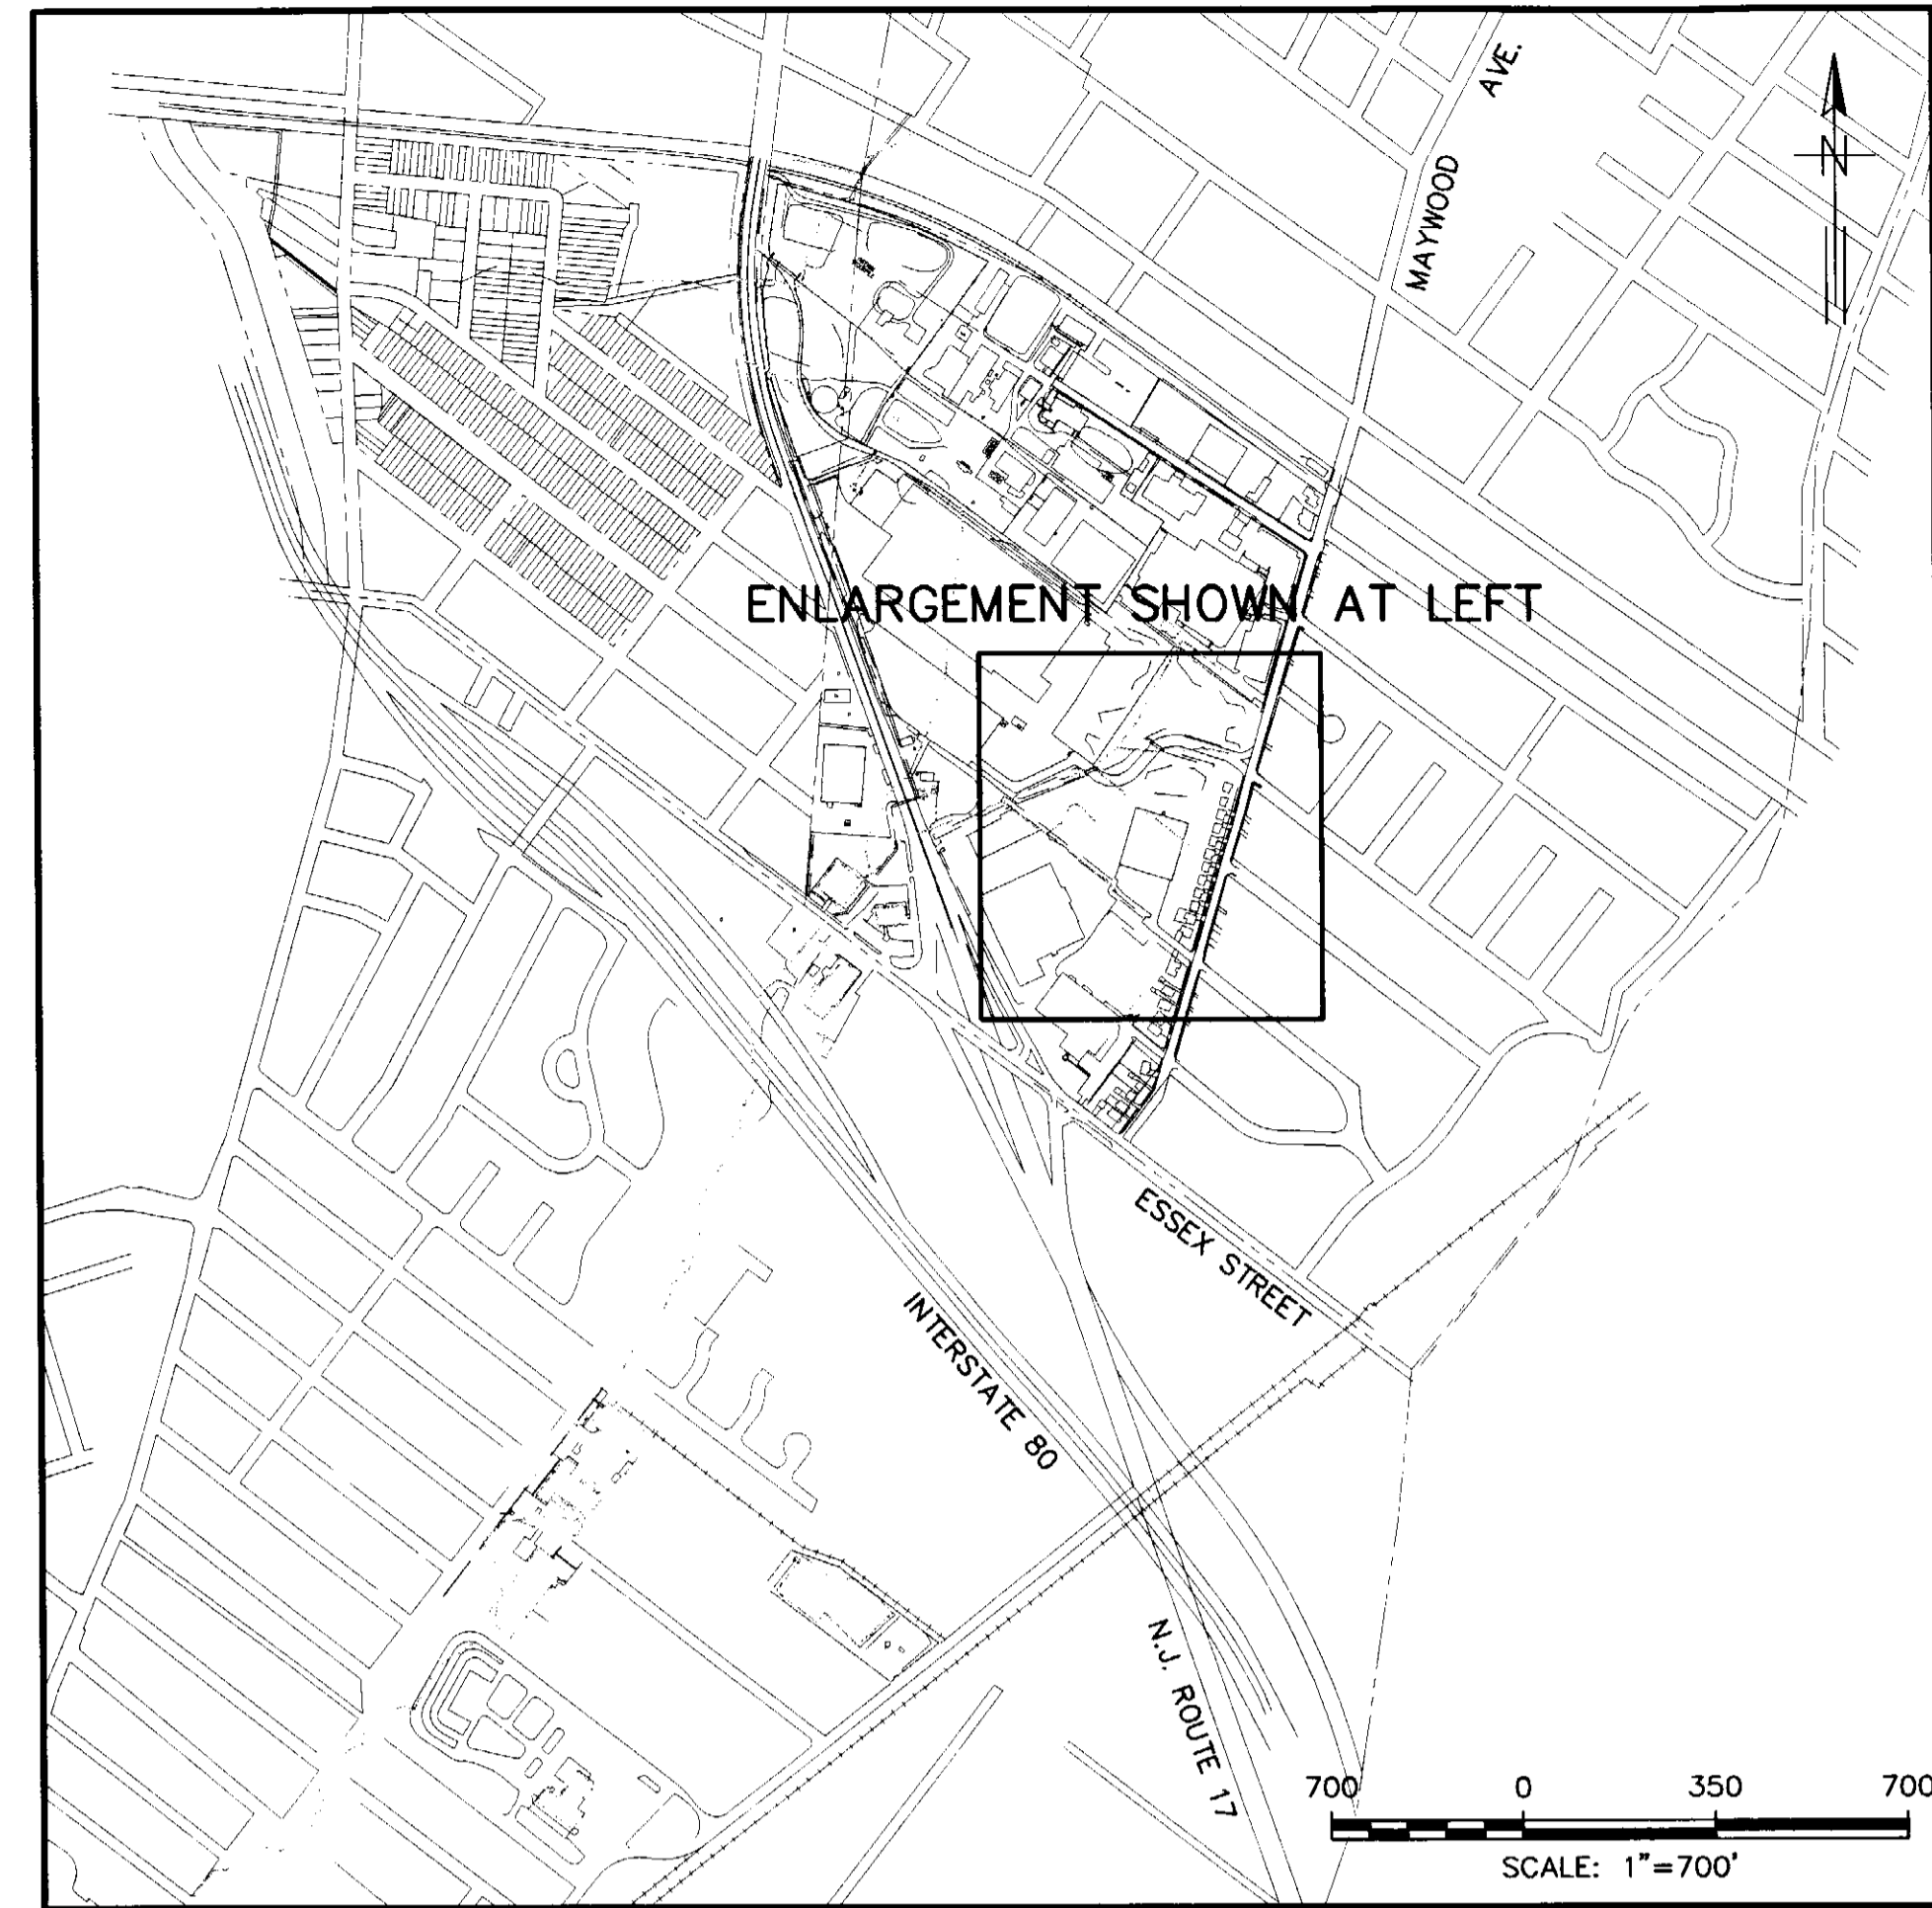 MAYWOOD AVE.
N
ENLARGEMENT SHOWN AT LEFT
ESSEX STREET
INTERSTATE 80
N.J. ROUTE 17
700 0 350 700
SCALE: 1"=700'